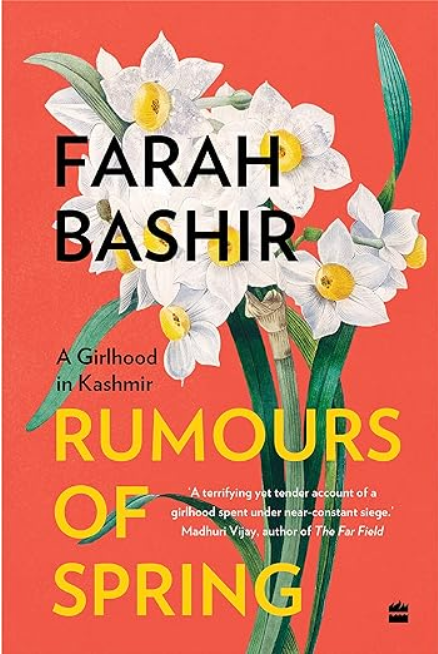 FARAH
BASHIR
A Girlhood
in Kashmir
RUMOURS
OF
SPRING
'A terrifying yet tender account of a
girlhood spent under near-constant siege.'
Madhuri Vijay, author of The Far Field